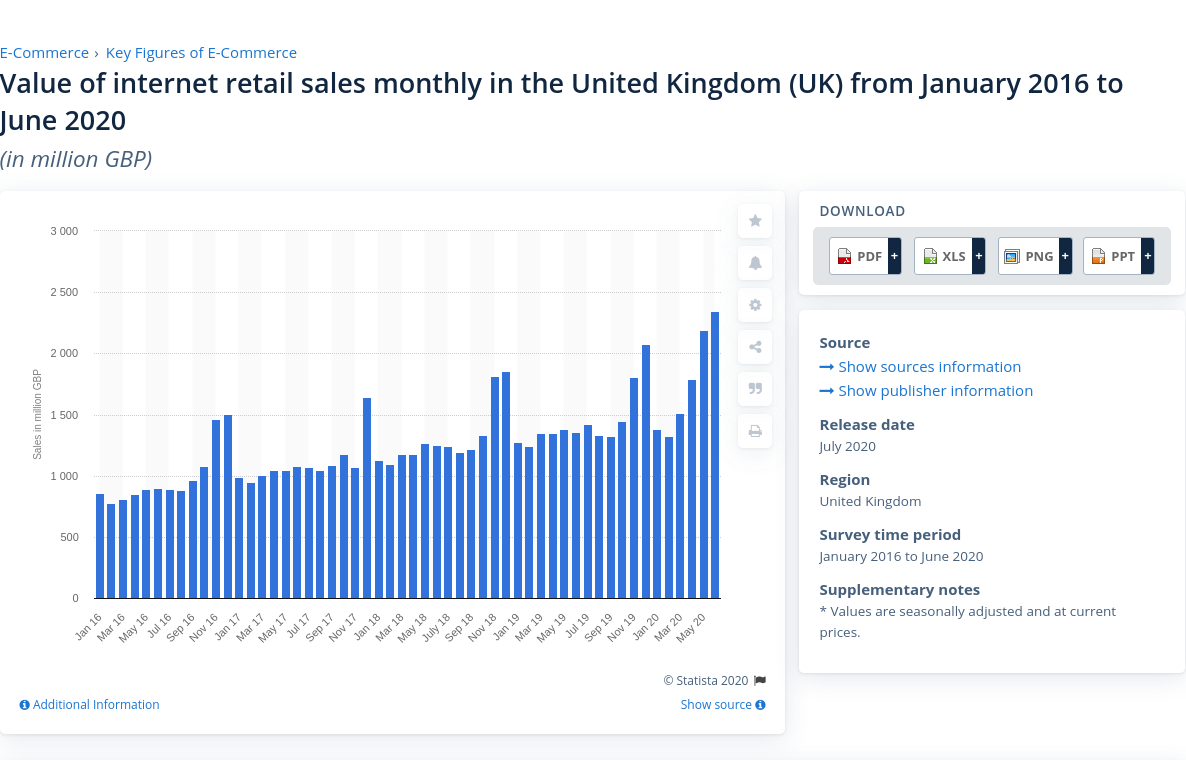 E-Commerce › Key Figures of E-Commerce
Value of internet retail sales monthly in the United Kingdom (UK) from January 2016 to
June 2020
(in million GBP)
3 000
2 500
2 000
1 500
1 000
500
0
Sales in million GBP
Jan 16
Mar 16
May 16
Jul 16
Sep 16
Nov 16
Jan 17
Mar 17
May 17
Jul 17
Sep 17
Nov 17
Jan 18
Mar 18
May 18
July 18
Sep 18
Nov 18
Jan 19
Mar 19
May 19
Jul 19
Sep 19
Nov 19
Jan 20
Mar 20
May 20
© Statista 2020
Additional Information
Show source
DOWNLOAD
PDF + XLS + PNG + PPT +
Source
Show sources information
Show publisher information
Release date
July 2020
Region
United Kingdom
Survey time period
January 2016 to June 2020
Supplementary notes
* Values are seasonally adjusted and at current
prices.